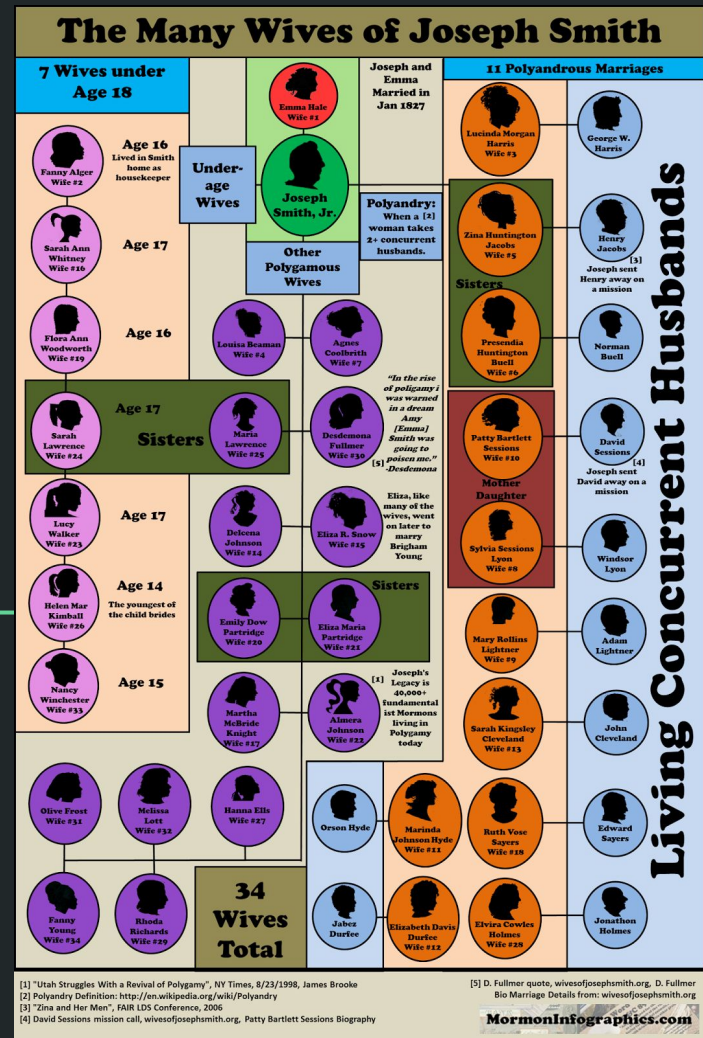 The Many Wives of Joseph Smith
7 Wives under
Age 18
Fanny Alger
Wife #2
Age 16
Lived in Smith
home as
housekeeper
Sarah Ann
Whitney
Wife #16
Age 17
Flora Ann
Woodworth
Wife #19
Age 16
Sarah
Lawrence
Wife #24
Age 17
Sisters
Maria
Lawrence
Wife #25
Lucy
Walker
Wife #23
Age 17
Helen Mar
Kimball
Wife #26
Age 14
The youngest of
the child brides
Nancy
Winchester
Wife #33
Age 15
Emma Hale
Wife #1
Joseph and
Emma
Married in
Jan 1827
Joseph
Smith, Jr.
Under-
age
Wives
Polyandry:
When a [2]
woman takes
2+ concurrent
husbands.
Other
Polygamous
Wives
Louisa Beaman
Wife #4
Agnes
Coolbrith
Wife #7
Desdemona
Fullmer
Wife #30
"In the rise
of poligamy i
was warned
in a dream
Amy
[Emma]
Smith was
going to
poisen me."
-Desdemona
[5]
Delcena
Johnson
Wife #14
Eliza R. Snow
Wife #15
Eliza, like
many of the
wives, went
on later to
marry
Brigham
Young
Sisters
Emily Dow
Partridge
Wife #20
Eliza Maria
Partridge
Wife #21
Martha
McBride
Knight
Wife #17
Almera
Johnson
Wife #22
[1]
Joseph's
Legacy is
40,000+
fundamental
ist Mormons
living in
Polygamy
today
Olive Frost
Wife #31
Melissa
Lott
Wife #32
Hanna Ells
Wife #27
Fanny
Young
Wife #34
Rhoda
Richards
Wife #29
34
Wives
Total
11 Polyandrous Marriages
Lucinda Morgan
Harris
Wife #3
George W.
Harris
Zina Huntington
Jacobs
Wife #5
Henry
Jacobs
[3]
Joseph sent
Henry away on
a mission
Sisters
Presendia
Huntington
Buell
Wife #6
Norman
Buell
Patty Bartlett
Sessions
Wike #10
David
Sessions
[4]
Joseph sent
David away on a
mission
Mother
Daughter
Sylvia Sessions
Lyon
Wife #8
Windsor
Lyon
Mary Rollins
Lightner
Wife #9
Adam
Lightner
Sarah Kingsley
Cleveland
Wife #13
John
Cleveland
Orson Hyde
Marinda
Johnson Hyde
Wife #11
Ruth Vose
Sayers
Wife #18
Edward
Sayers
Jabez
Durfee
Elizabeth Davis
Durfee
Wife #12
Elvira Cowles
Holmes
Wife #28
Jonathon
Holmes
Living Concurrent Husbands
[1] "Utah Struggles With a Revival of Polygamy", NY Times, 8/23/1998, James Brooke
[2] Polyandry Definition: http://en.wikipedia.org/wiki/Polyandry
[3] "Zina and Her Men", FAIR LDS Conference, 2006
[4] David Sessions mission call, wivesofjosephsmith.org, Patty Bartlett Sessions Biography
[5] D. Fullmer quote, wivesofjosephsmith.org, D. Fullmer
Bio Marriage Details from: wivesofjosephsmith.org
MormonInfographics.com